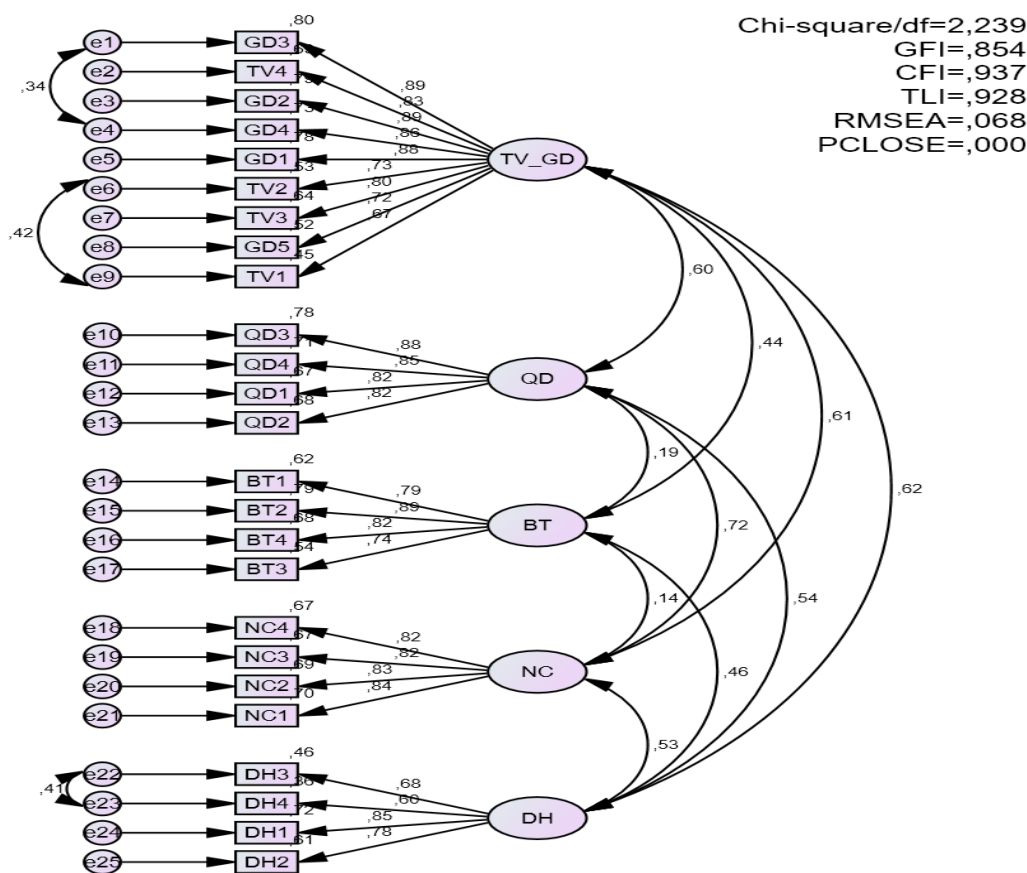 Chi-square/df=2,239
GFI=,854
CFI=,937
TLI=,928
RMSEA=,068
PCLOSE=,000
,80
e1 GD3
e2 TV4
e3 GD2
e4 GD4
e5 GD1
e6 TV2
e7 TV3
e8 GD5
e9 TV1
,34
,42
,53
,64
,52
,45
,89
,83
,89
,86
,88
,73
,80
,72
,67
TV_GD
,78
e10 QD3
e11 QD4
e12 QD1
e13 QD2
,71
,67
,68
,88
,85
,82
,82
QD
,62
e14 BT1
e15 BT2
e16 BT4
e17 BT3
,79
,68
,54
,79
,89
,82
,74
BT
,67
e18 NC4
e19 NC3
e20 NC2
e21 NC1
,67
,69
,70
,82
,82
,83
,84
NC
,46
e22 DH3
e23 DH4
e24 DH1
e25 DH2
,41
,36
,72
,61
,68
,60
,85
,78
DH
,60
,44
,61
,62
,19
,72
,54
,14
,46
,53